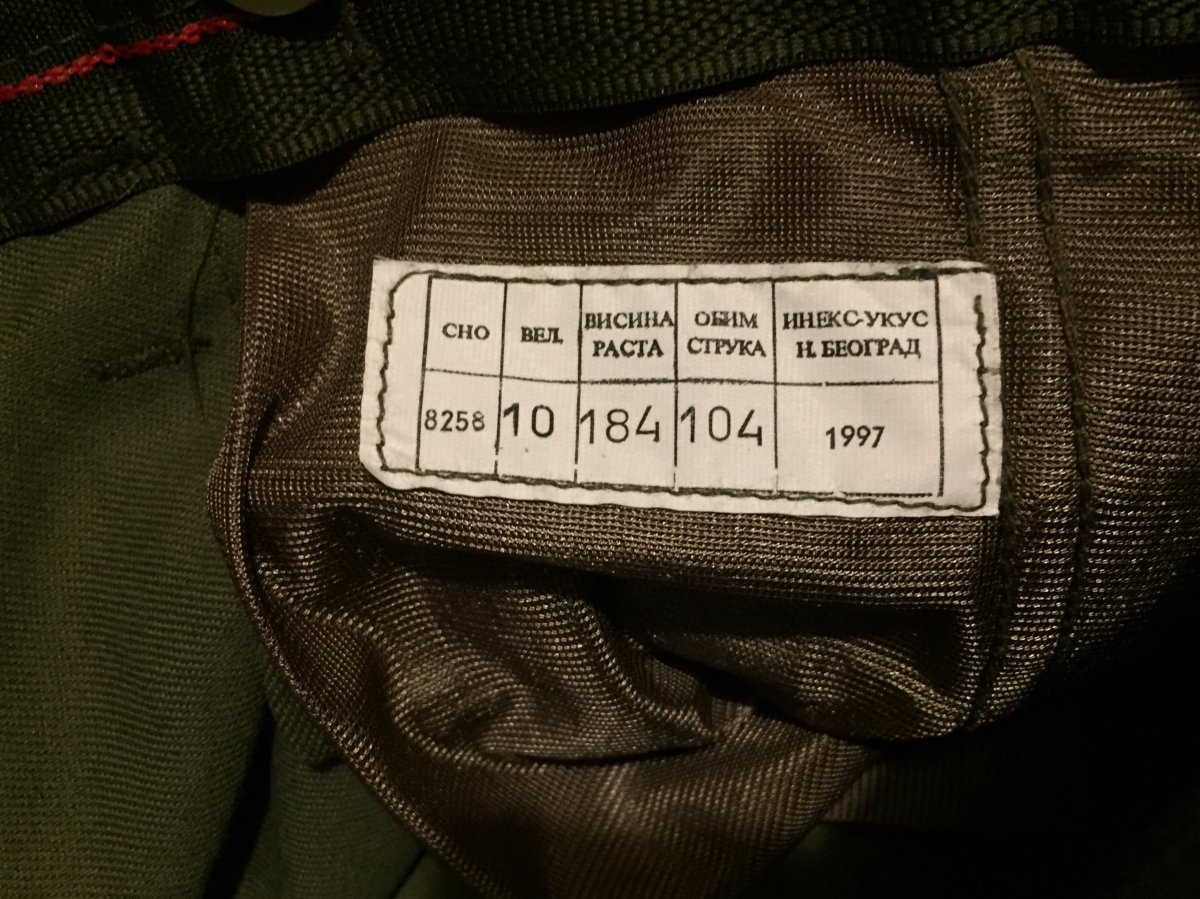 СНО
ВЕЛ.
ВИСИНА
РАСТА
ОБИМ
СТРУКА
ИНЕКС-УКУС
Н. БЕОГРАД
8258
10
184
104
1997